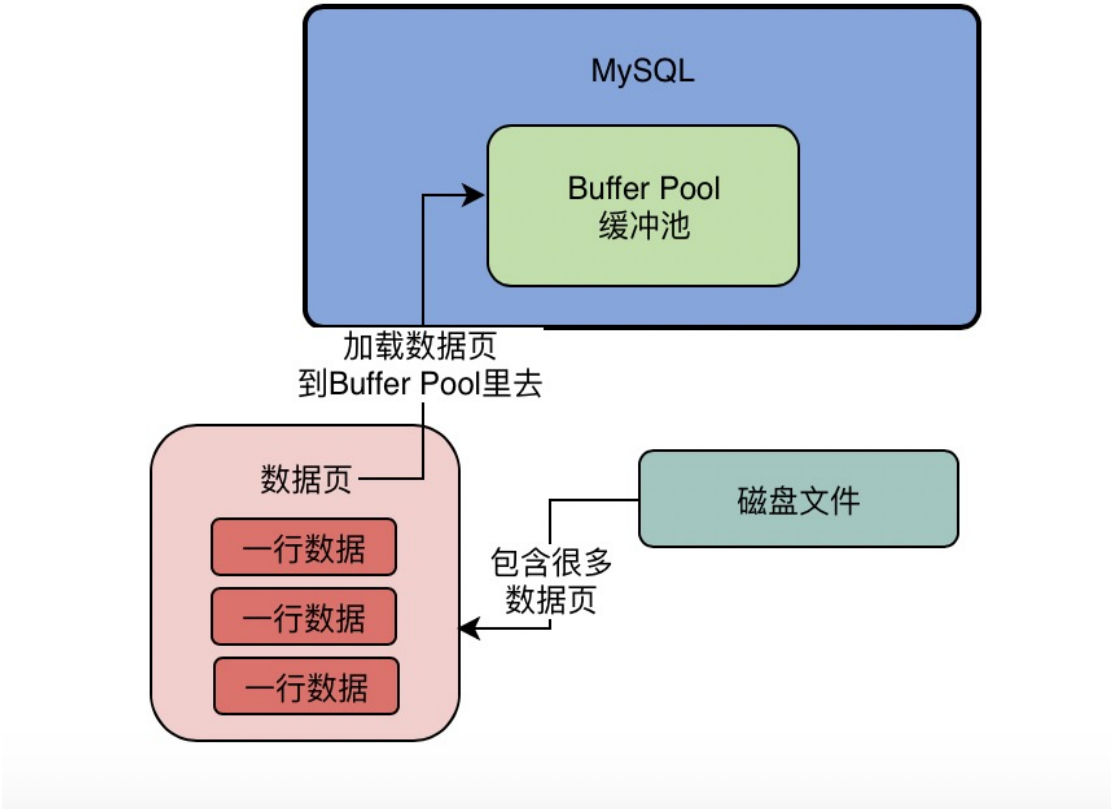 MySQL
Buffer Pool
缓冲池
加载数据页
到Buffer Pool里去
数据页
一行数据
一行数据
一行数据
磁盘文件
包含很多
数据页